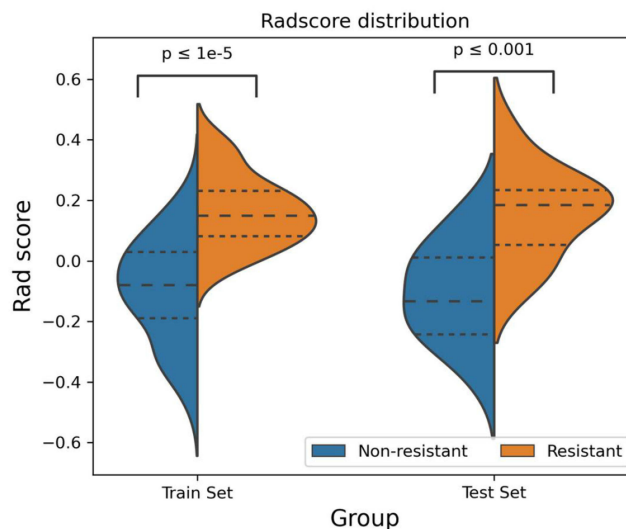 Radscore distribution
p ≤ 1e-5
p ≤ 0.001
0.6
0.4
0.2
0.0
−0.2
−0.4
−0.6
Rad score
Non-resistant
Resistant
Train Set
Test Set
Group